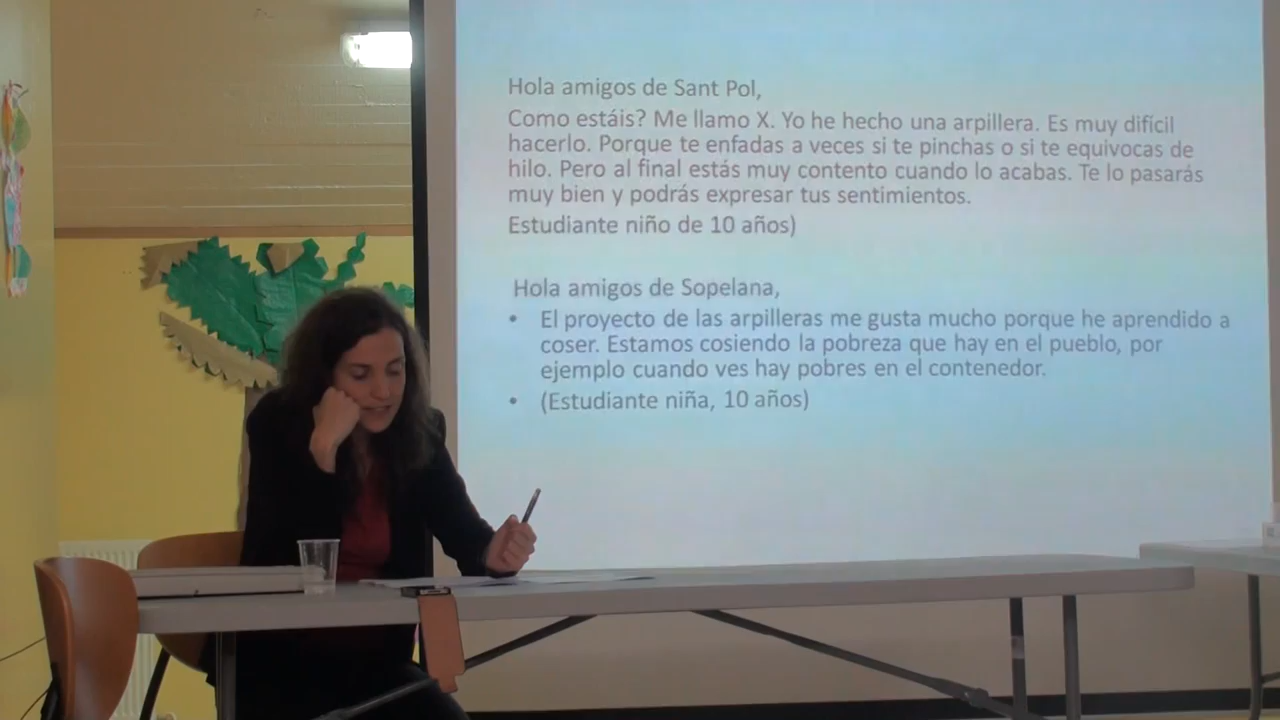 Hola amigos de Sant Pol,
Como estáis? Me llamo X. Yo he hecho una arpillera. Es muy difícil
hacerlo. Porque te enfadas a veces si te pinchas o si te equivocas de
hilo. Pero al final estás muy contento cuando lo acabas. Te lo pasarás
muy bien y podrás expresar tus sentimientos.
Estudiante niño de 10 años)
Hola amigos de Sopelana,
• El proyecto de las arpilleras me gusta mucho porque he aprendido a
coser. Estamos cosiendo la pobreza que hay en el pueblo, por
ejemplo cuando ves hay pobres en el contenedor.
• (Estudiante niña, 10 años)